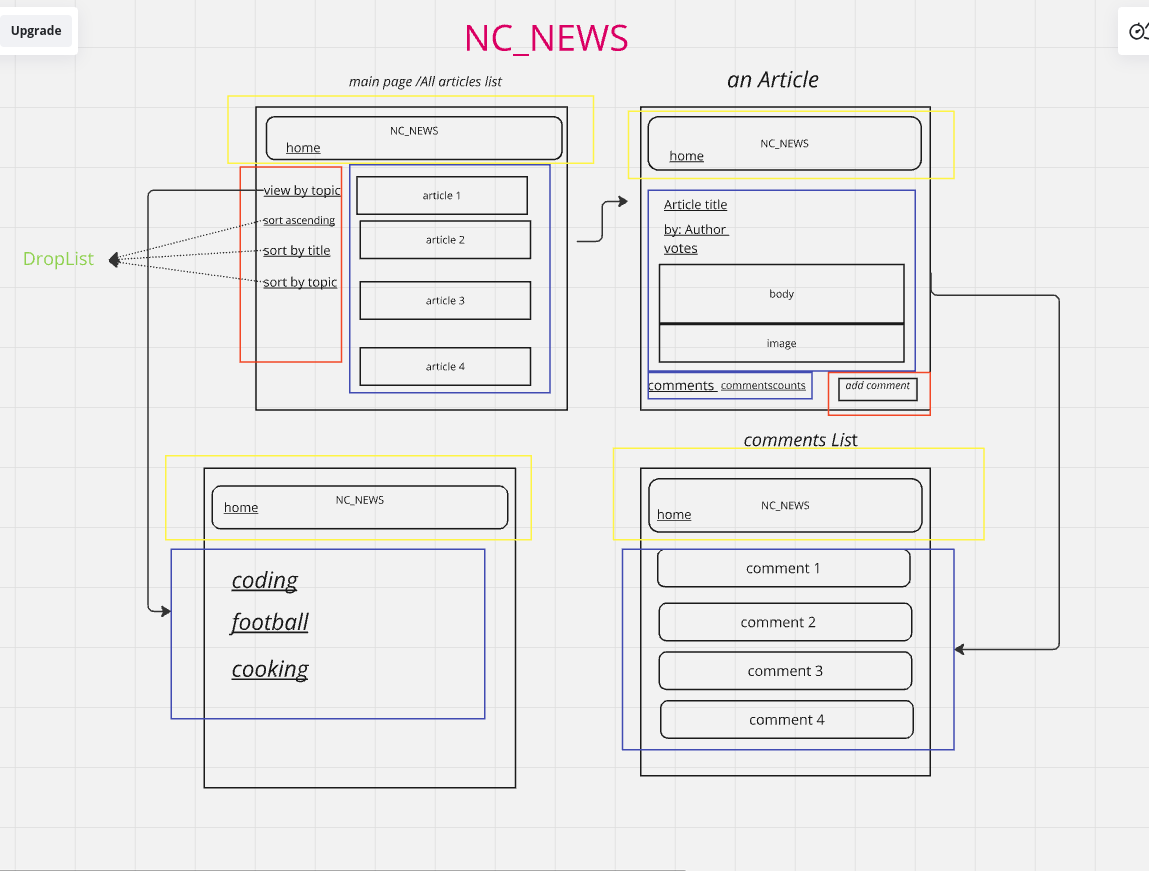 Upgrade
NC_NEWS
main page /All articles list
NC_NEWS
home
view by topic
sort ascending
sort by title
sort by topic
DropList
article 1
article 2
article 3
article 4
an Article
NC_NEWS
home
Article title
by: Author
votes
body
image
comments commentscounts
add comment
NC_NEWS
home
coding
football
cooking
comments List
NC_NEWS
home
comment 1
comment 2
comment 3
comment 4